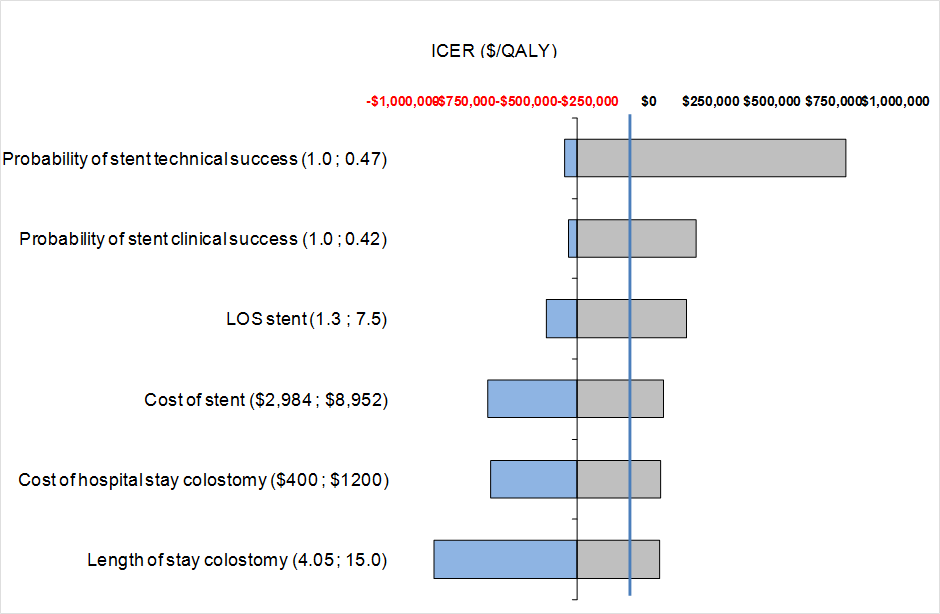 ICER ($/QALY)
-$1,000,000 -$750,000 -$500,000 -$250,000 $0 $250,000 $500,000 $750,000 $1,000,000
Probability of stent technical success (1.0 ; 0.47)
Probability of stent clinical success (1.0 ; 0.42)
LOS stent (1.3 ; 7.5)
Cost of stent ($2,984 ; $8,952)
Cost of hospital stay colostomy ($400 ; $1200)
Length of stay colostomy (4.05 ; 15.0)